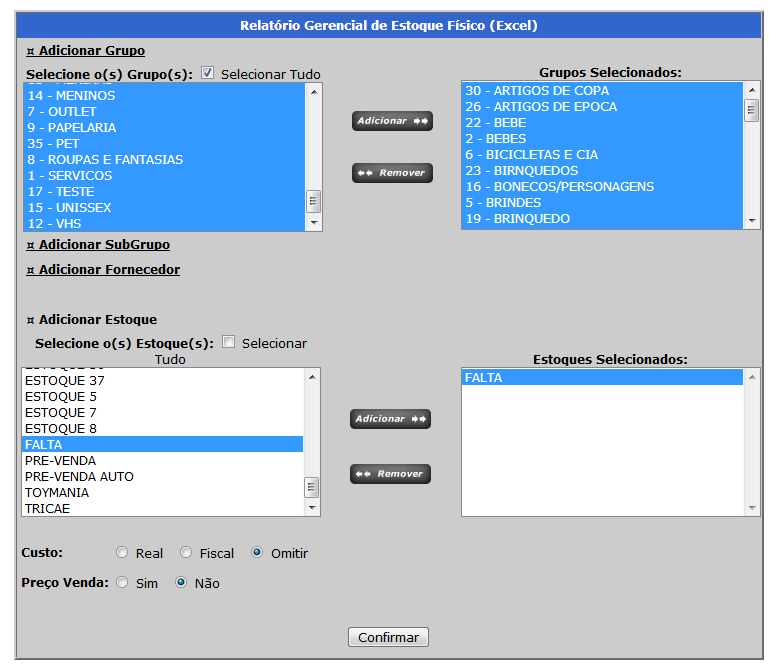 Relatório Gerencial de Estoque Físico (Excel)
¤ Adicionar Grupo
Selecione o(s) Grupo(s): Selecionar Tudo
14 - MENINOS
7 - OUTLET
9 - PAPELARIA
35 - PET
8 - ROUPAS E FANTASIAS
1 - SERVICOS
17 - TESTE
15 - UNISSEX
12 - VHS
Adicionar
Remover
Grupos Selecionados:
30 - ARTIGOS DE COPA
26 - ARTIGOS DE EPOCA
22 - BEBE
2 - BEBES
6 - BICICLETAS E CIA
23 - BIRNQUEDOS
16 - BONECOS/PERSONAGENS
5 - BRINDES
19 - BRINQUEDO
¤ Adicionar SubGrupo
¤ Adicionar Fornecedor
¤ Adicionar Estoque
Selecione o(s) Estoque(s): Selecionar
Tudo
ESTOQUE 37
ESTOQUE 5
ESTOQUE 7
ESTOQUE 8
FALTA
PRE-VENDA
PRE-VENDA AUTO
TOYMANIA
TRICAE
Adicionar
Remover
Estoques Selecionados:
FALTA
Custo: Real Fiscal Omitir
Preço Venda: Sim Não
Confirmar